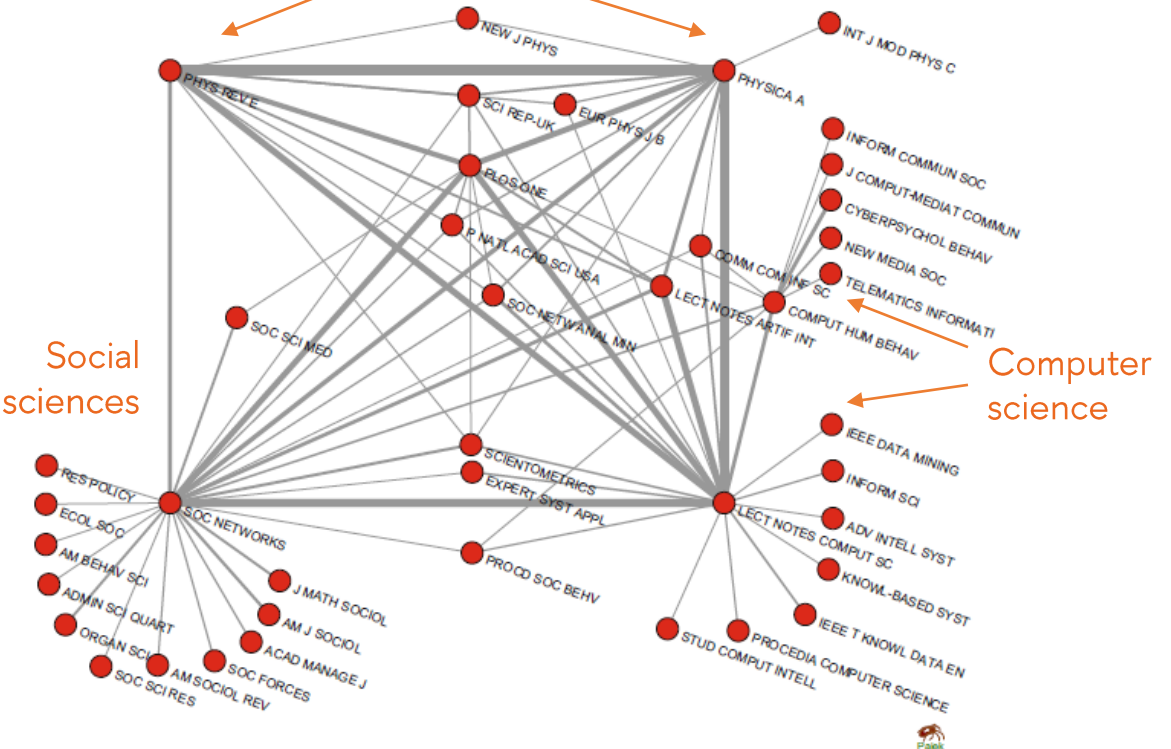 NEW J PHYS
INT J MOD PHYS C
PHYS REV E
PHYSICA A
SCI REP-UK
EUR PHYS J B
INFORM COMMUN SOC
PLOS ONE
J COMPUT-MEDIAT COMMUN
CYBERPSYCHOL BEHAV
P NATL ACAD SCI USA
NEW MEDIA SOC
COMM COM INF SC
TELEMATICS INFORMATI
LECT NOTES ARTIF INT
SOC NETW ANAL MIN
COMPUT HUM BEHAV
SOC SCI MED
Social
sciences
Computer
science
IEEE DATA MINING
SCIENTOMETRICS
RES POLICY
EXPERT SYST APPL
INFORM SCI
ECOL SOC
SOC NETWORKS
LECT NOTES COMPUT SC
ADV INTELL SYST
AM BEHAV SCI
PROCD SOC BEHV
KNOWL-BASED SYST
ADMIN SCI QUART
J MATH SOCIOL
ORGAN SCI
AM J SOCIOL
IEEE T KNOWL DATA EN
STUD COMPUT INTELL
PROCEDIA COMPUTER SCIENCE
ACAD MANAGE J
SOC SCI RES
AM SOCIOL REV
SOC FORCES
Pajek